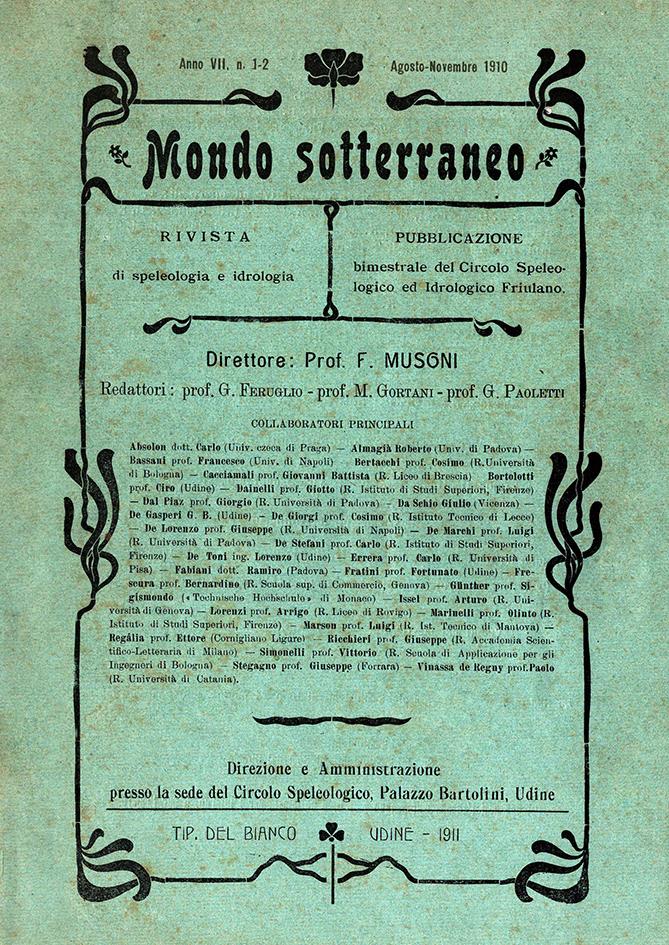 Anno VII, n. 1-2
Agosto-Novembre 1910
Mondo sotterraneo
RIVISTA
di speleologia e idrologia
PUBBLICAZIONE
bimestrale del Circolo Speleo-
logico ed Idrologico Friulano.
Direttore: Prof. F. MUSONI
Redattori: prof. G. FERUGLIO - prof. M. GORTANI - prof. G. PAOLETTI
COLLABORATORI PRINCIPALI
Absolon dott. Carlo (Univ. czeca di Praga) — Almagià Roberto (Univ. di Padova) —
Bassani prof. Francesco (Univ. di Napoli) Bertacchi prof. Cosimo (R. Università
di Bologna) — Cacciamali prof. Giovanni Battista (R. Liceo di Brescia) Bortolotti
prof. Ciro (Udine) — Dainelli prof. Giotto (R. Istituto di Studi Superiori, Firenze)
— Dal Piaz prof. Giorgio (R. Università di Padova) — Da Schio Giulio (Vicenza) —
De Gasperi G. B. (Udine) — De Giorgi prof. Cosimo (R. Istituto Tecnico di Lecce)
— De Lorenzo prof. Giuseppe (R. Università di Napoli) — De Marchi prof. Luigi
(R. Università di Padova) — De Stefani prof. Carlo (R. Istituto di Studi Superiori,
Firenze) — De Toni ing. Lorenzo (Udine) — Errera prof. Carlo (R. Università di
Pisa) — Fabiani dott. Ramiro (Padova) — Fratini prof. Fortunato (Udine) — Fre-
scura prof. Bernardino (R. Scuola sup. di Commercio, Genova) — Günther prof. Si-
gismondo (« Technische Hochschule » di Monaco) — Issel prof. Arturo (R. Uni-
versità di Genova) — Lorenzi prof. Arrigo (R. Liceo di Rovigo) — Marinelli prof. Olinto (R.
Istituto di Studi Superiori, Firenze) — Marson prof. Luigi (R. Ist. Tecnico di Mantova) —
Regàlia prof. Ettore (Cornigliano Ligure) — Ricchieri prof. Giuseppe (R. Accademia Scien-
tifico-Letteraria di Milano) — Simonelli prof. Vittorio (R. Scuola di Applicazione per gli
Ingegneri di Bologna) — Stegagno prof. Giuseppe (Ferrara) — Vinassa de Regny prof. Paolo
(R. Università di Catania).
Direzione e Amministrazione
presso la sede del Circolo Speleologico, Palazzo Bartolini, Udine
TIP. DEL BIANCO
UDINE - 1911